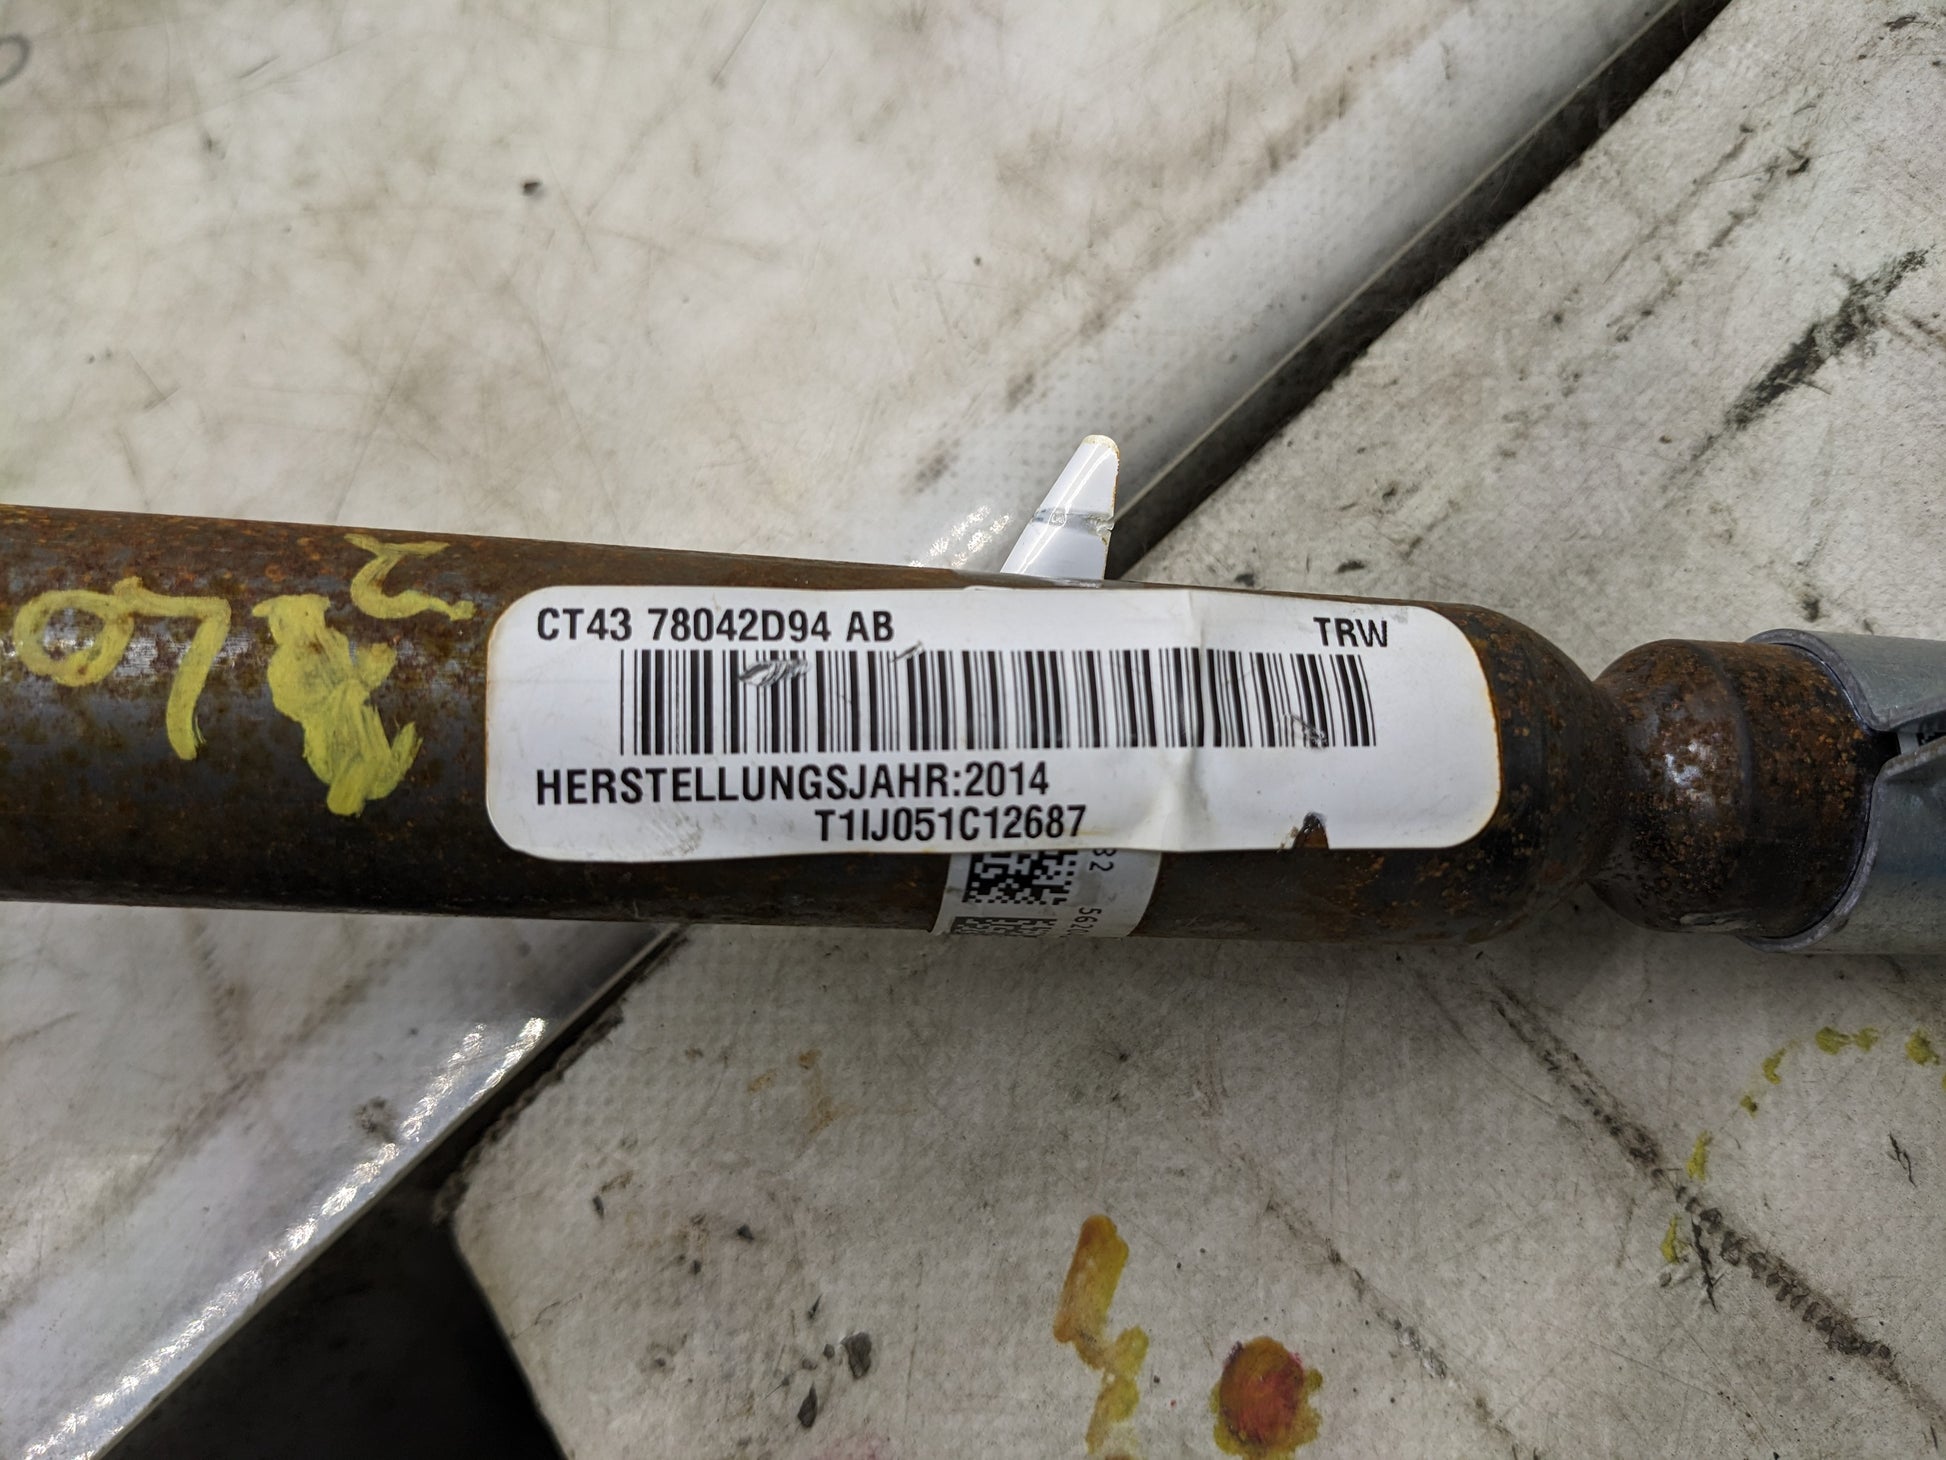 CT43 78042D94 AB TRW
HERSTELLUNGSJAHR:2014
T1IJ051C12687